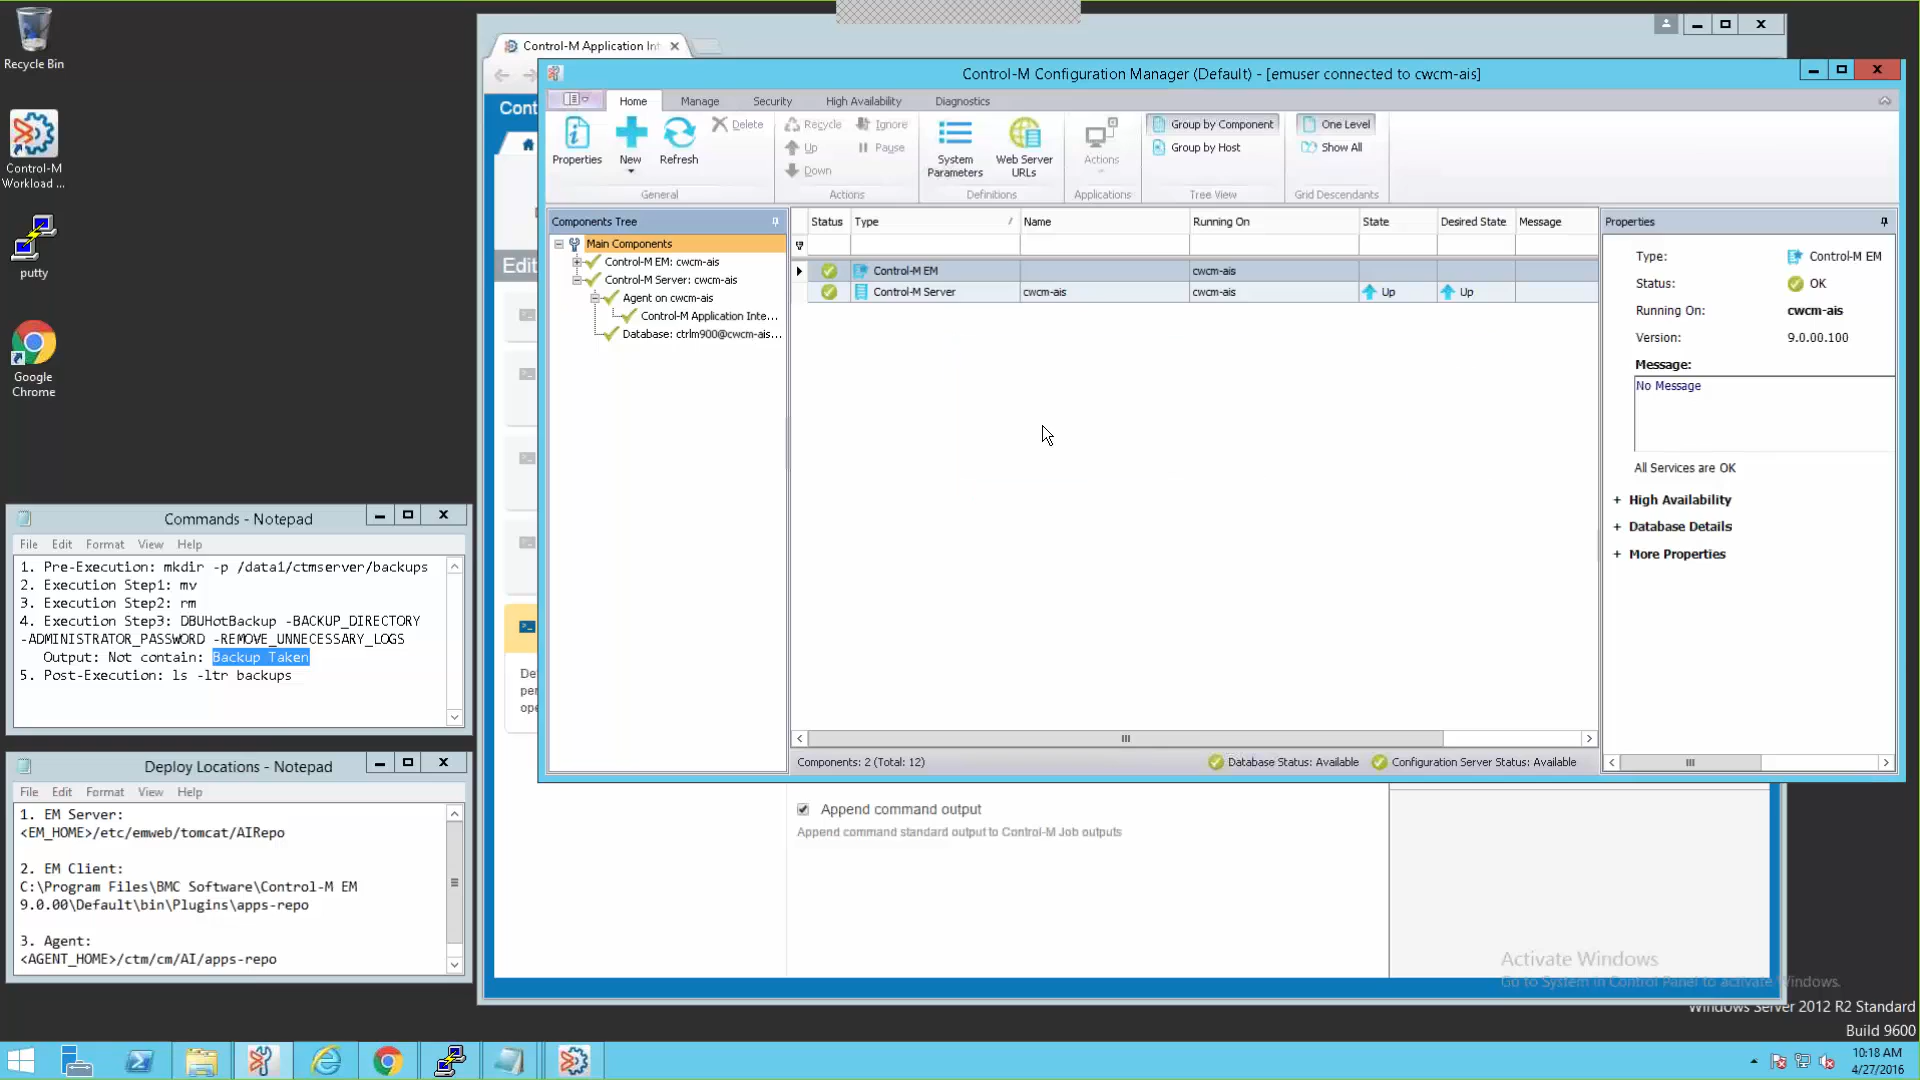 Recycle Bin
Control-M
Workload ...
putty
Google
Chrome
Control-M Application Int
Cont
Edit
De
per
ope
Control-M Configuration Manager (Default) - [emuser connected to cwcm-ais]
Home
Manage
Security
High Availability
Diagnostics
Properties
New
Refresh
Delete
General
Recycle
Ignore
Up
Pause
Down
Actions
System
Parameters
Web Server
URLs
Definitions
Actions
Applications
Group by Component
Group by Host
Tree View
One Level
Show All
Grid Descendants
Components Tree
Main Components
Control-M EM: cwcm-ais
Control-M Server: cwcm-ais
Agent on cwcm-ais
Control-M Application Inte...
Database: ctrlm900@cwcm-ais...
Status Type Name Running On State Desired State Message
Control-M EM cwcm-ais
Control-M Server cwcm-ais cwcm-ais Up Up
Components: 2 (Total: 12)
Database Status: Available
Configuration Server Status: Available
Properties
Type: Control-M EM
Status: OK
Running On: cwcm-ais
Version: 9.0.00.100
Message:
No Message
All Services are OK
+ High Availability
+ Database Details
+ More Properties
Append command output
Append command standard output to Control-M Job outputs
Commands - Notepad
File Edit Format View Help
1. Pre-Execution: mkdir -p /data1/ctmserver/backups
2. Execution Step1: mv
3. Execution Step2: rm
4. Execution Step3: DBUHotBackup -BACKUP_DIRECTORY
-ADMINISTRATOR_PASSWORD -REMOVE_UNNECESSARY_LOGS
Output: Not contain: Backup Taken
5. Post-Execution: ls -ltr backups
Deploy Locations - Notepad
File Edit Format View Help
1. EM Server:
<EM_HOME>/etc/emweb/tomcat/AIRepo
2. EM Client:
C:\Program Files\BMC Software\Control-M EM
9.0.00\Default\bin\Plugins\apps-repo
3. Agent:
<AGENT_HOME>/ctm/cm/AI/apps-repo
Activate Windows
Go to System in Control Panel to activate Windows.
Windows Server 2012 R2 Standard
Build 9600
10:18 AM
4/27/2016